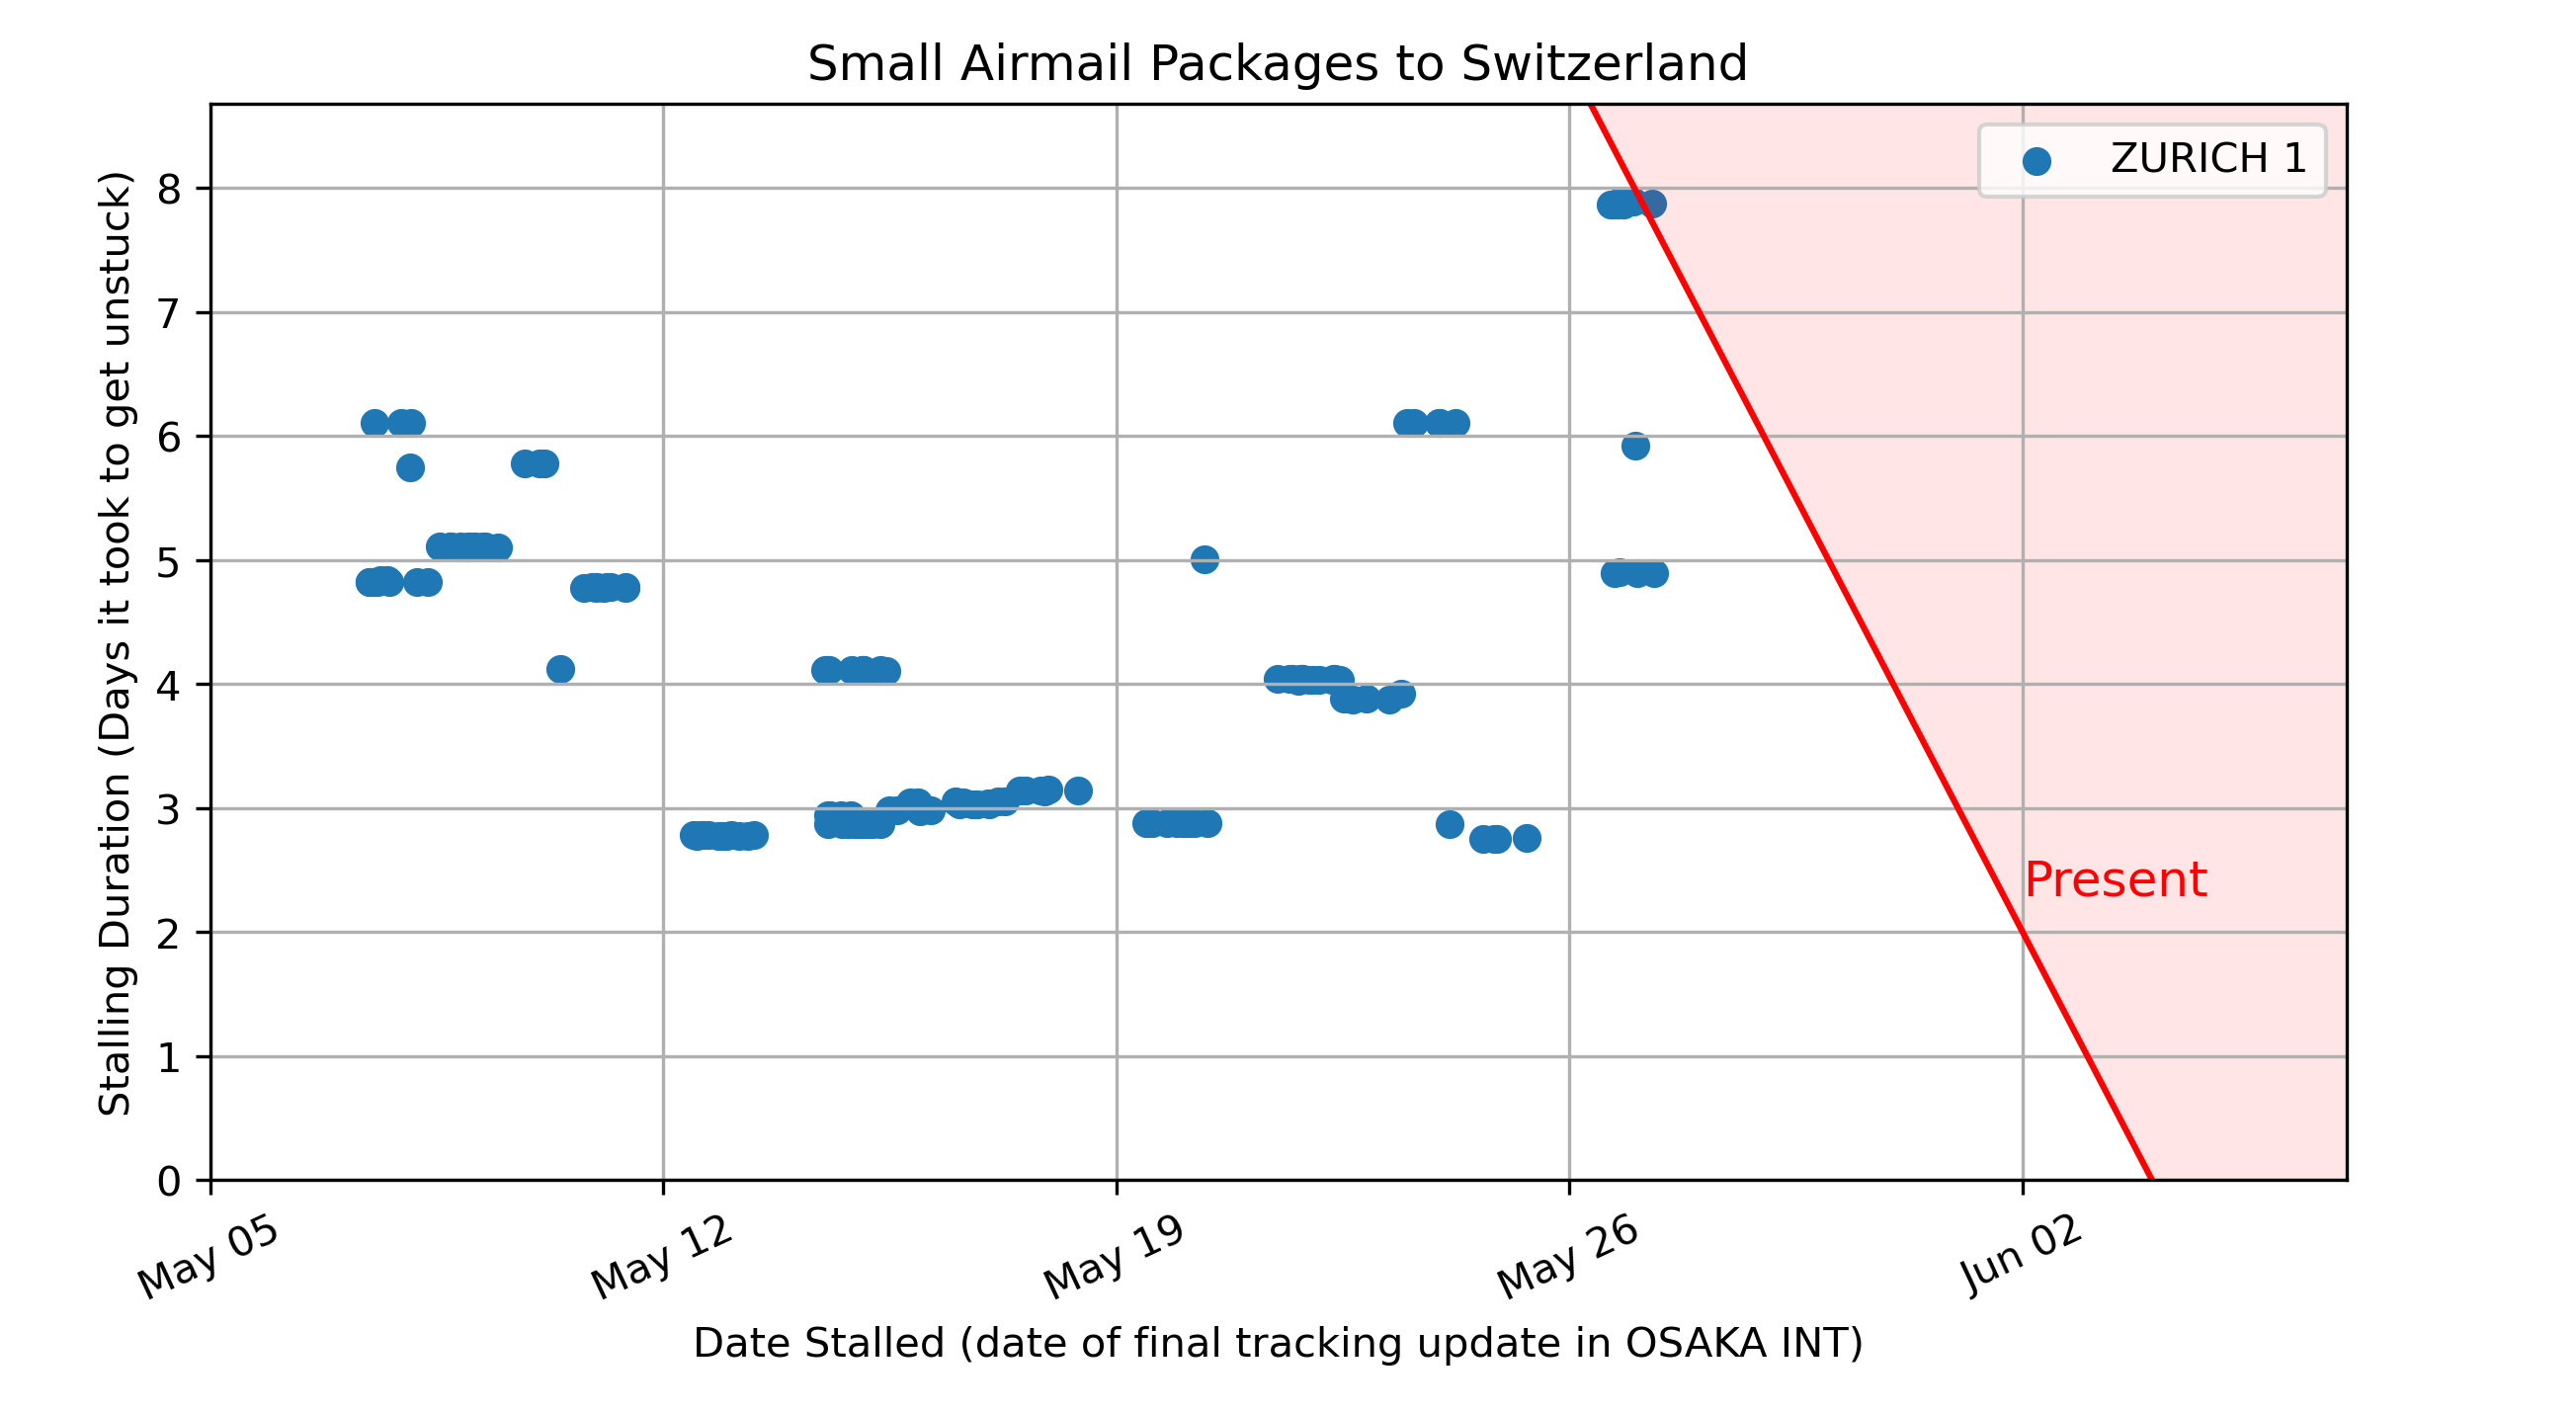 Small Airmail Packages to Switzerland
ZURICH 1
Stalling Duration (Days it took to get unstuck)
8
7
6
5
4
3
2
1
0
Present
May 05
May 12
May 19
May 26
Jun 02
Date Stalled (date of final tracking update in OSAKA INT)